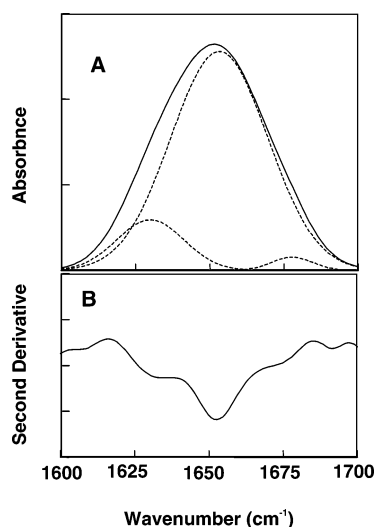 A
Absorbnce
B
Second Derivative
1600 1625 1650 1675 1700
Wavenumber (cm-1)